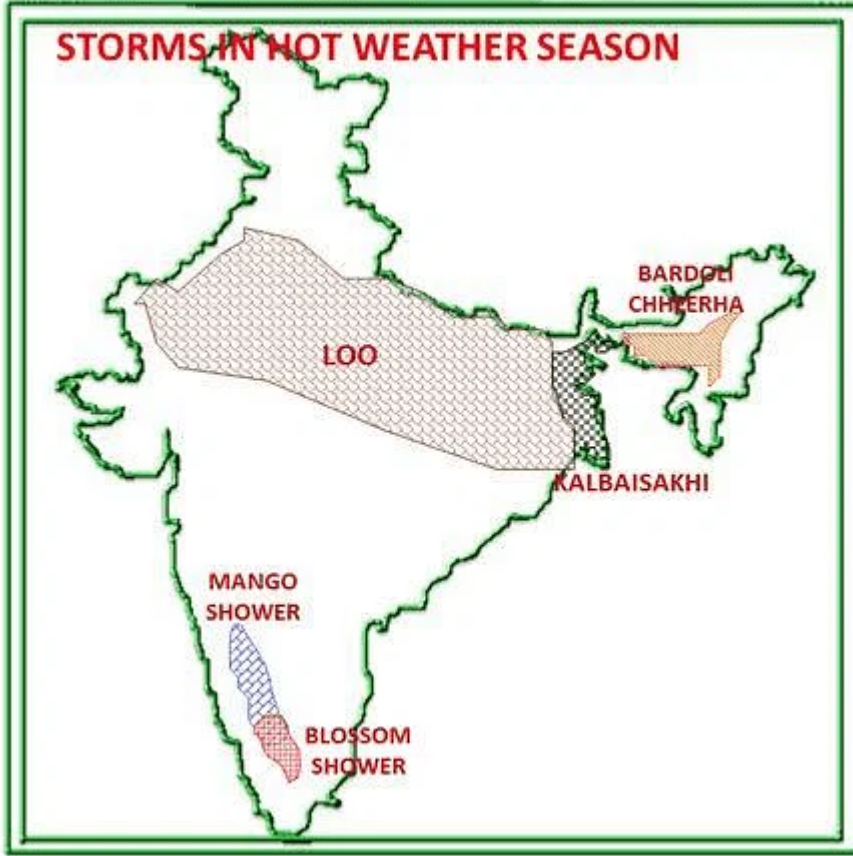 STORMS IN HOT WEATHER SEASON
BARDOLI
CHHEERHA
LOO
KALBAISAKHI
MANGO
SHOWER
BLOSSOM
SHOWER